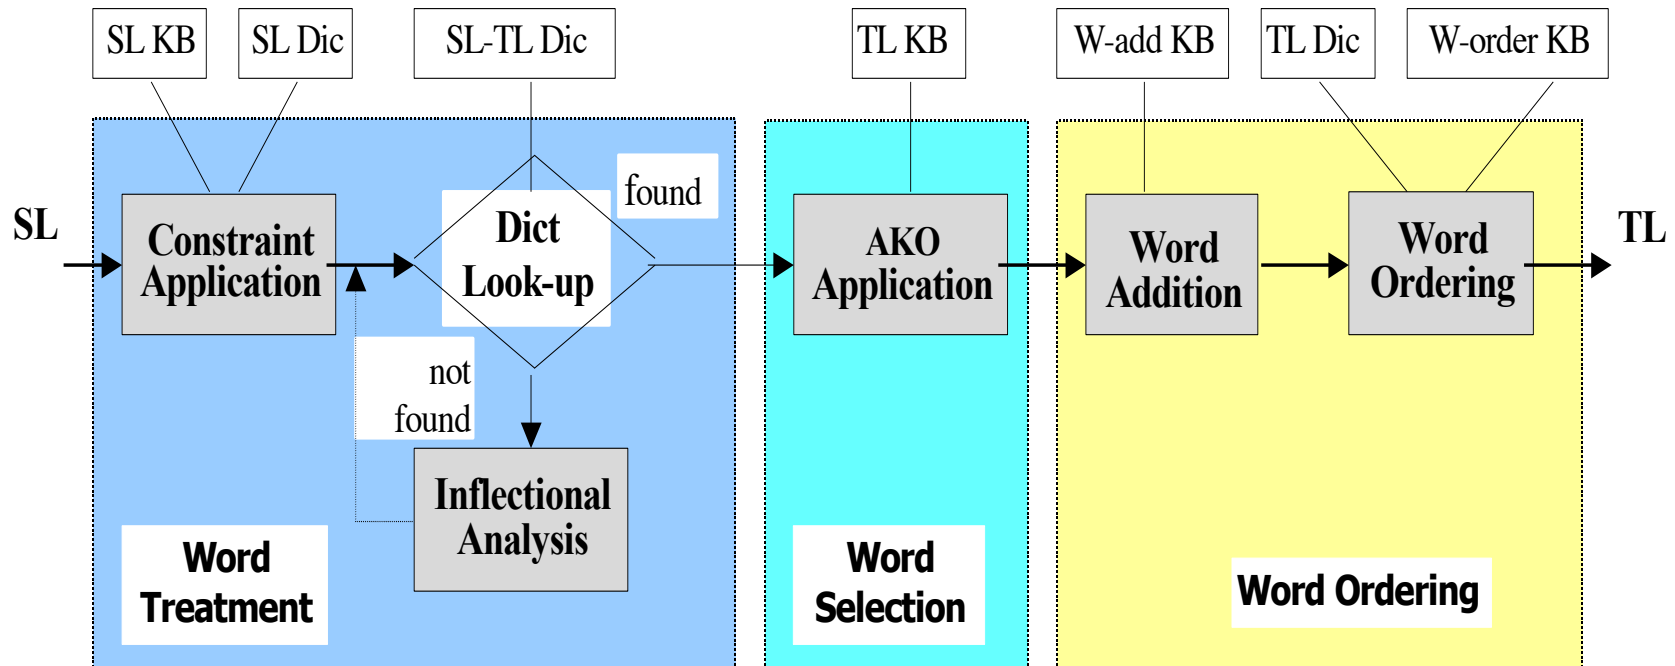 SL KB
SL Dic
SL-TL Dic
TL KB
W-add KB
TL Dic
W-order KB
SL
Constraint
Application
Dict
Look-up
found
not
found
Inflectional
Analysis
Word
Treatment
AKO
Application
Word
Selection
Word
Addition
Word
Ordering
Word Ordering
TL